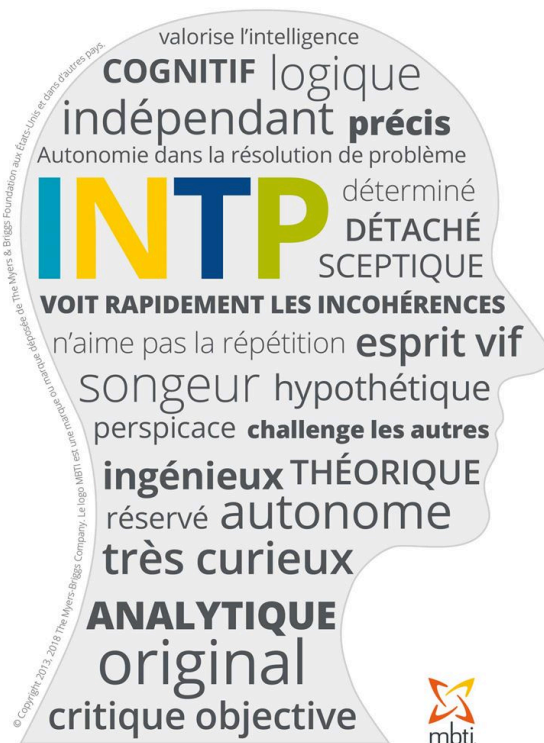 valorise l'intelligence
COGNITIF logique
indépendant précis
Autonomie dans la résolution de problème
INTP
déterminé
DÉTACHÉ
SCEPTIQUE
VOIT RAPIDEMENT LES INCOHÉRENCES
n'aime pas la répétition esprit vif
songeur hypothétique
perspicace challenge les autres
ingénieux THÉORIQUE
réservé autonome
très curieux
ANALYTIQUE
original
critique objective
© Copyright 2013, 2018 The Myers-Briggs Company. Le logo MBTI est une marque ou marque déposée de The Myers & Briggs Foundation aux États-Unis et dans d'autres pays.
mbti